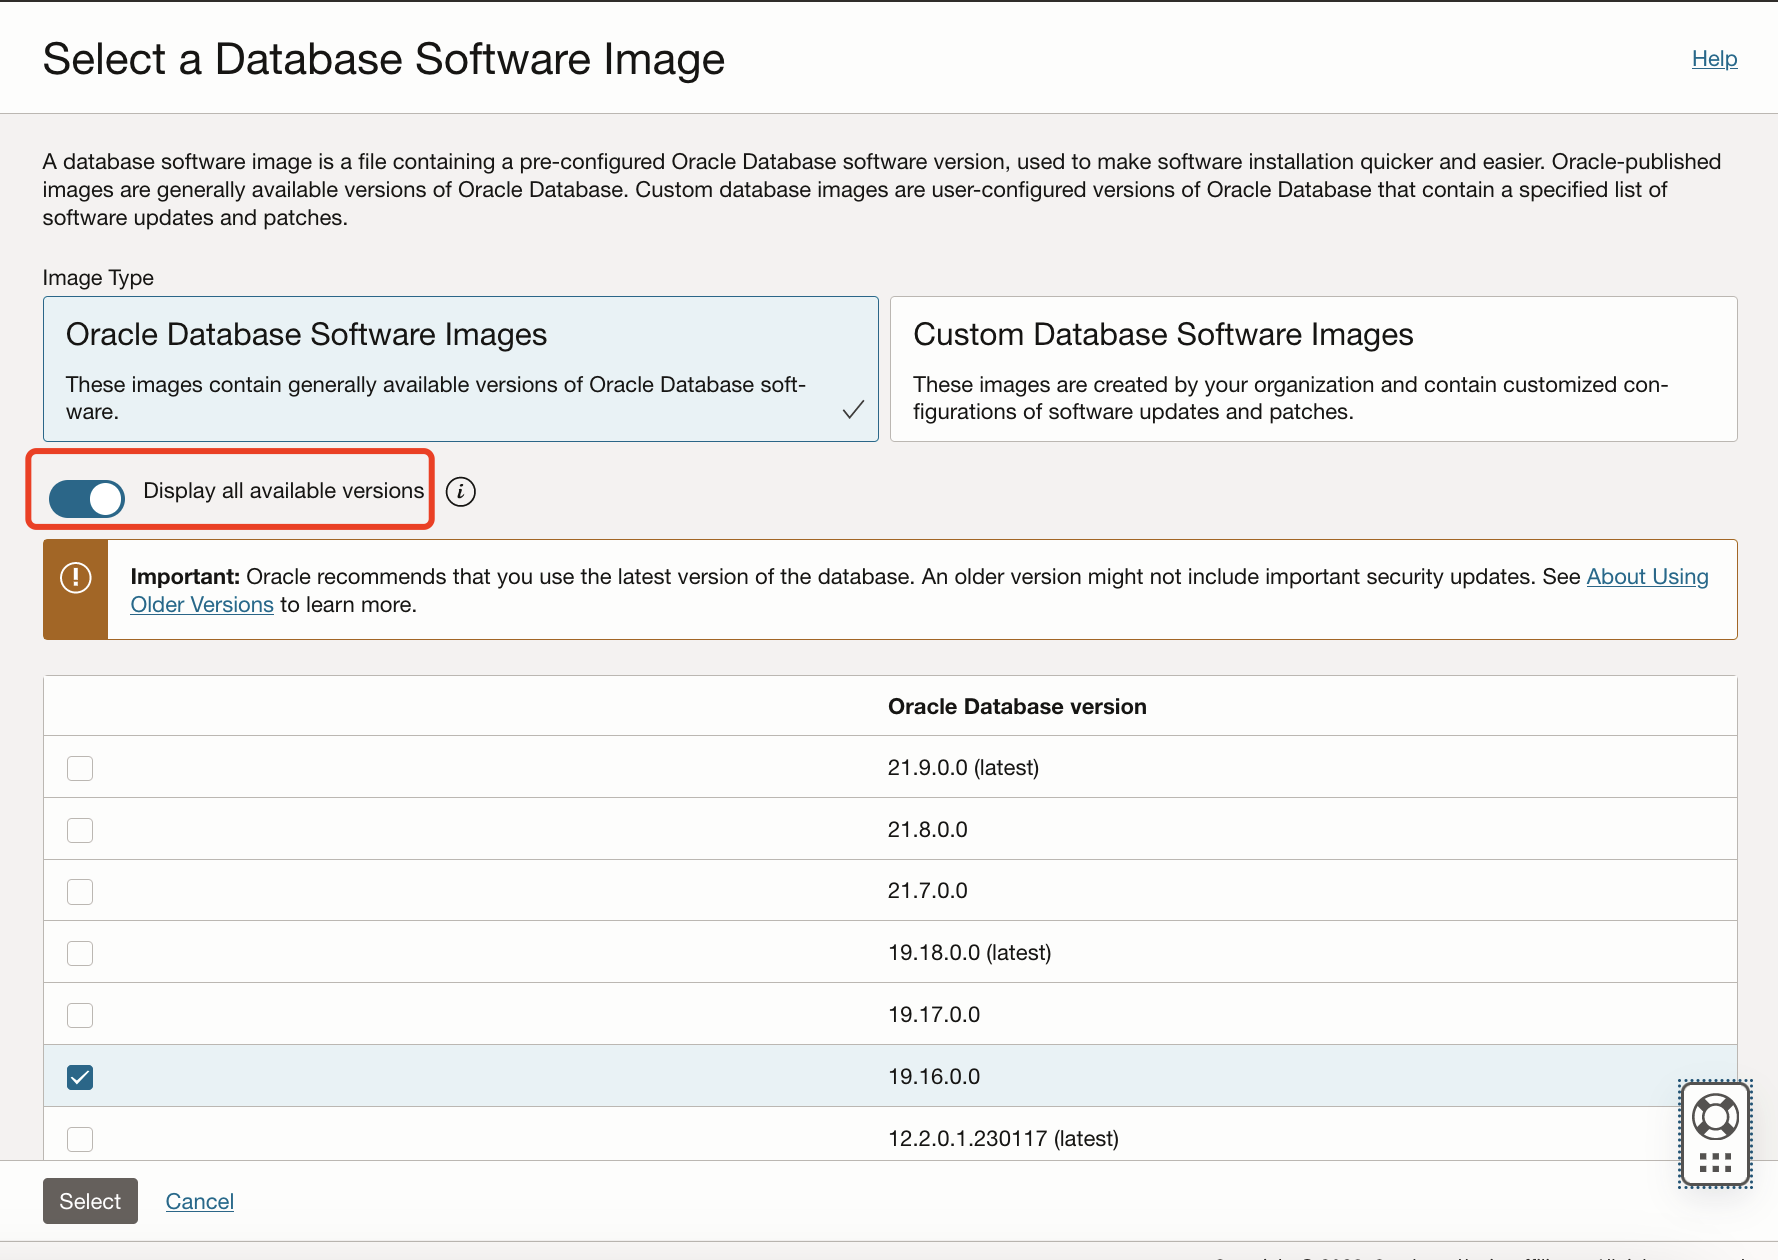 Select a Database Software Image
Help
A database software image is a file containing a pre-configured Oracle Database software version, used to make software installation quicker and easier. Oracle-published
images are generally available versions of Oracle Database. Custom database images are user-configured versions of Oracle Database that contain a specified list of
software updates and patches.
Image Type
Oracle Database Software Images
These images contain generally available versions of Oracle Database soft-
ware.
Custom Database Software Images
These images are created by your organization and contain customized con-
figurations of software updates and patches.
Display all available versions
Important: Oracle recommends that you use the latest version of the database. An older version might not include important security updates. See About Using
Older Versions to learn more.
Oracle Database version
21.9.0.0 (latest)
21.8.0.0
21.7.0.0
19.18.0.0 (latest)
19.17.0.0
19.16.0.0
12.2.0.1.230117 (latest)
Select
Cancel